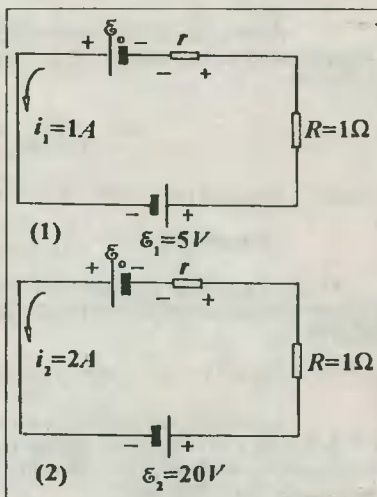 ℰ₀
+ - r
- +
i₁=1A
R=1Ω
- +
(1)
ℰ₁=5V
ℰ₀
+ - r
- +
i₂=2A
R=1Ω
- +
(2)
ℰ₂=20V